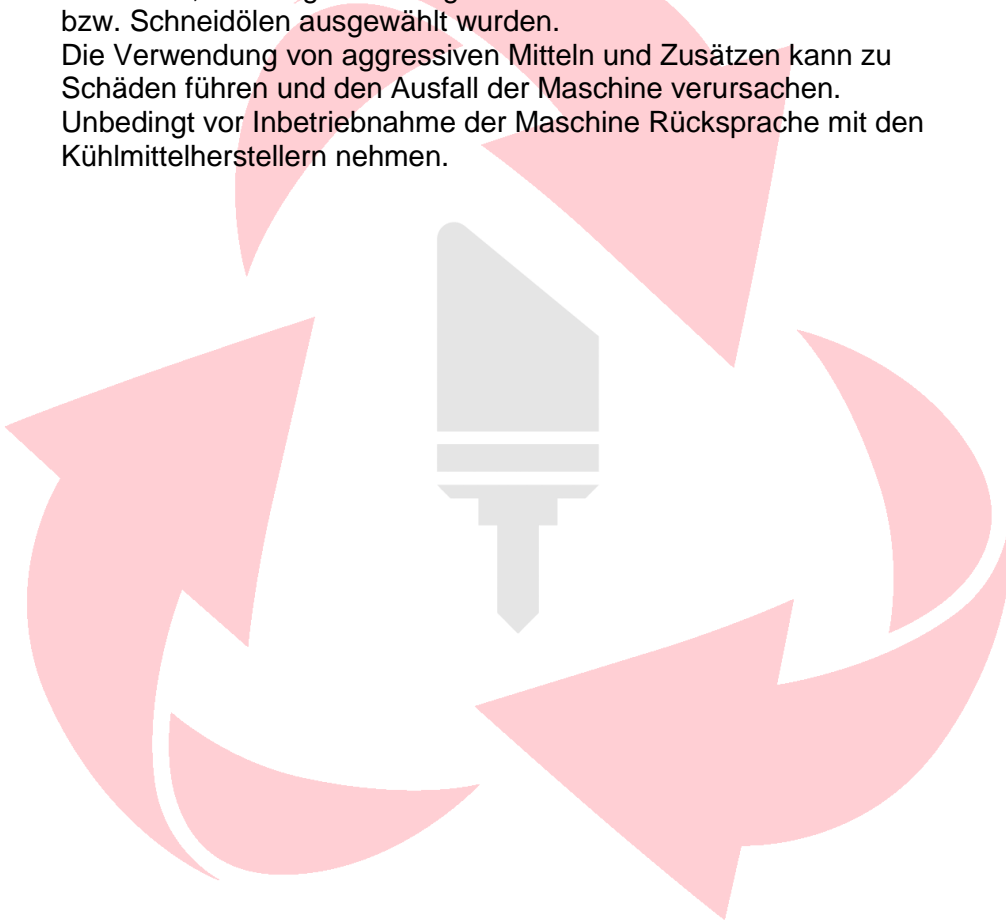 bzw. Schneidölen ausgewählt wurden.
Die Verwendung von aggressiven Mitteln und Zusätzen kann zu
Schäden führen und den Ausfall der Maschine verursachen.
Unbedingt vor Inbetriebnahme der Maschine Rücksprache mit den
Kühlmittelherstellern nehmen.